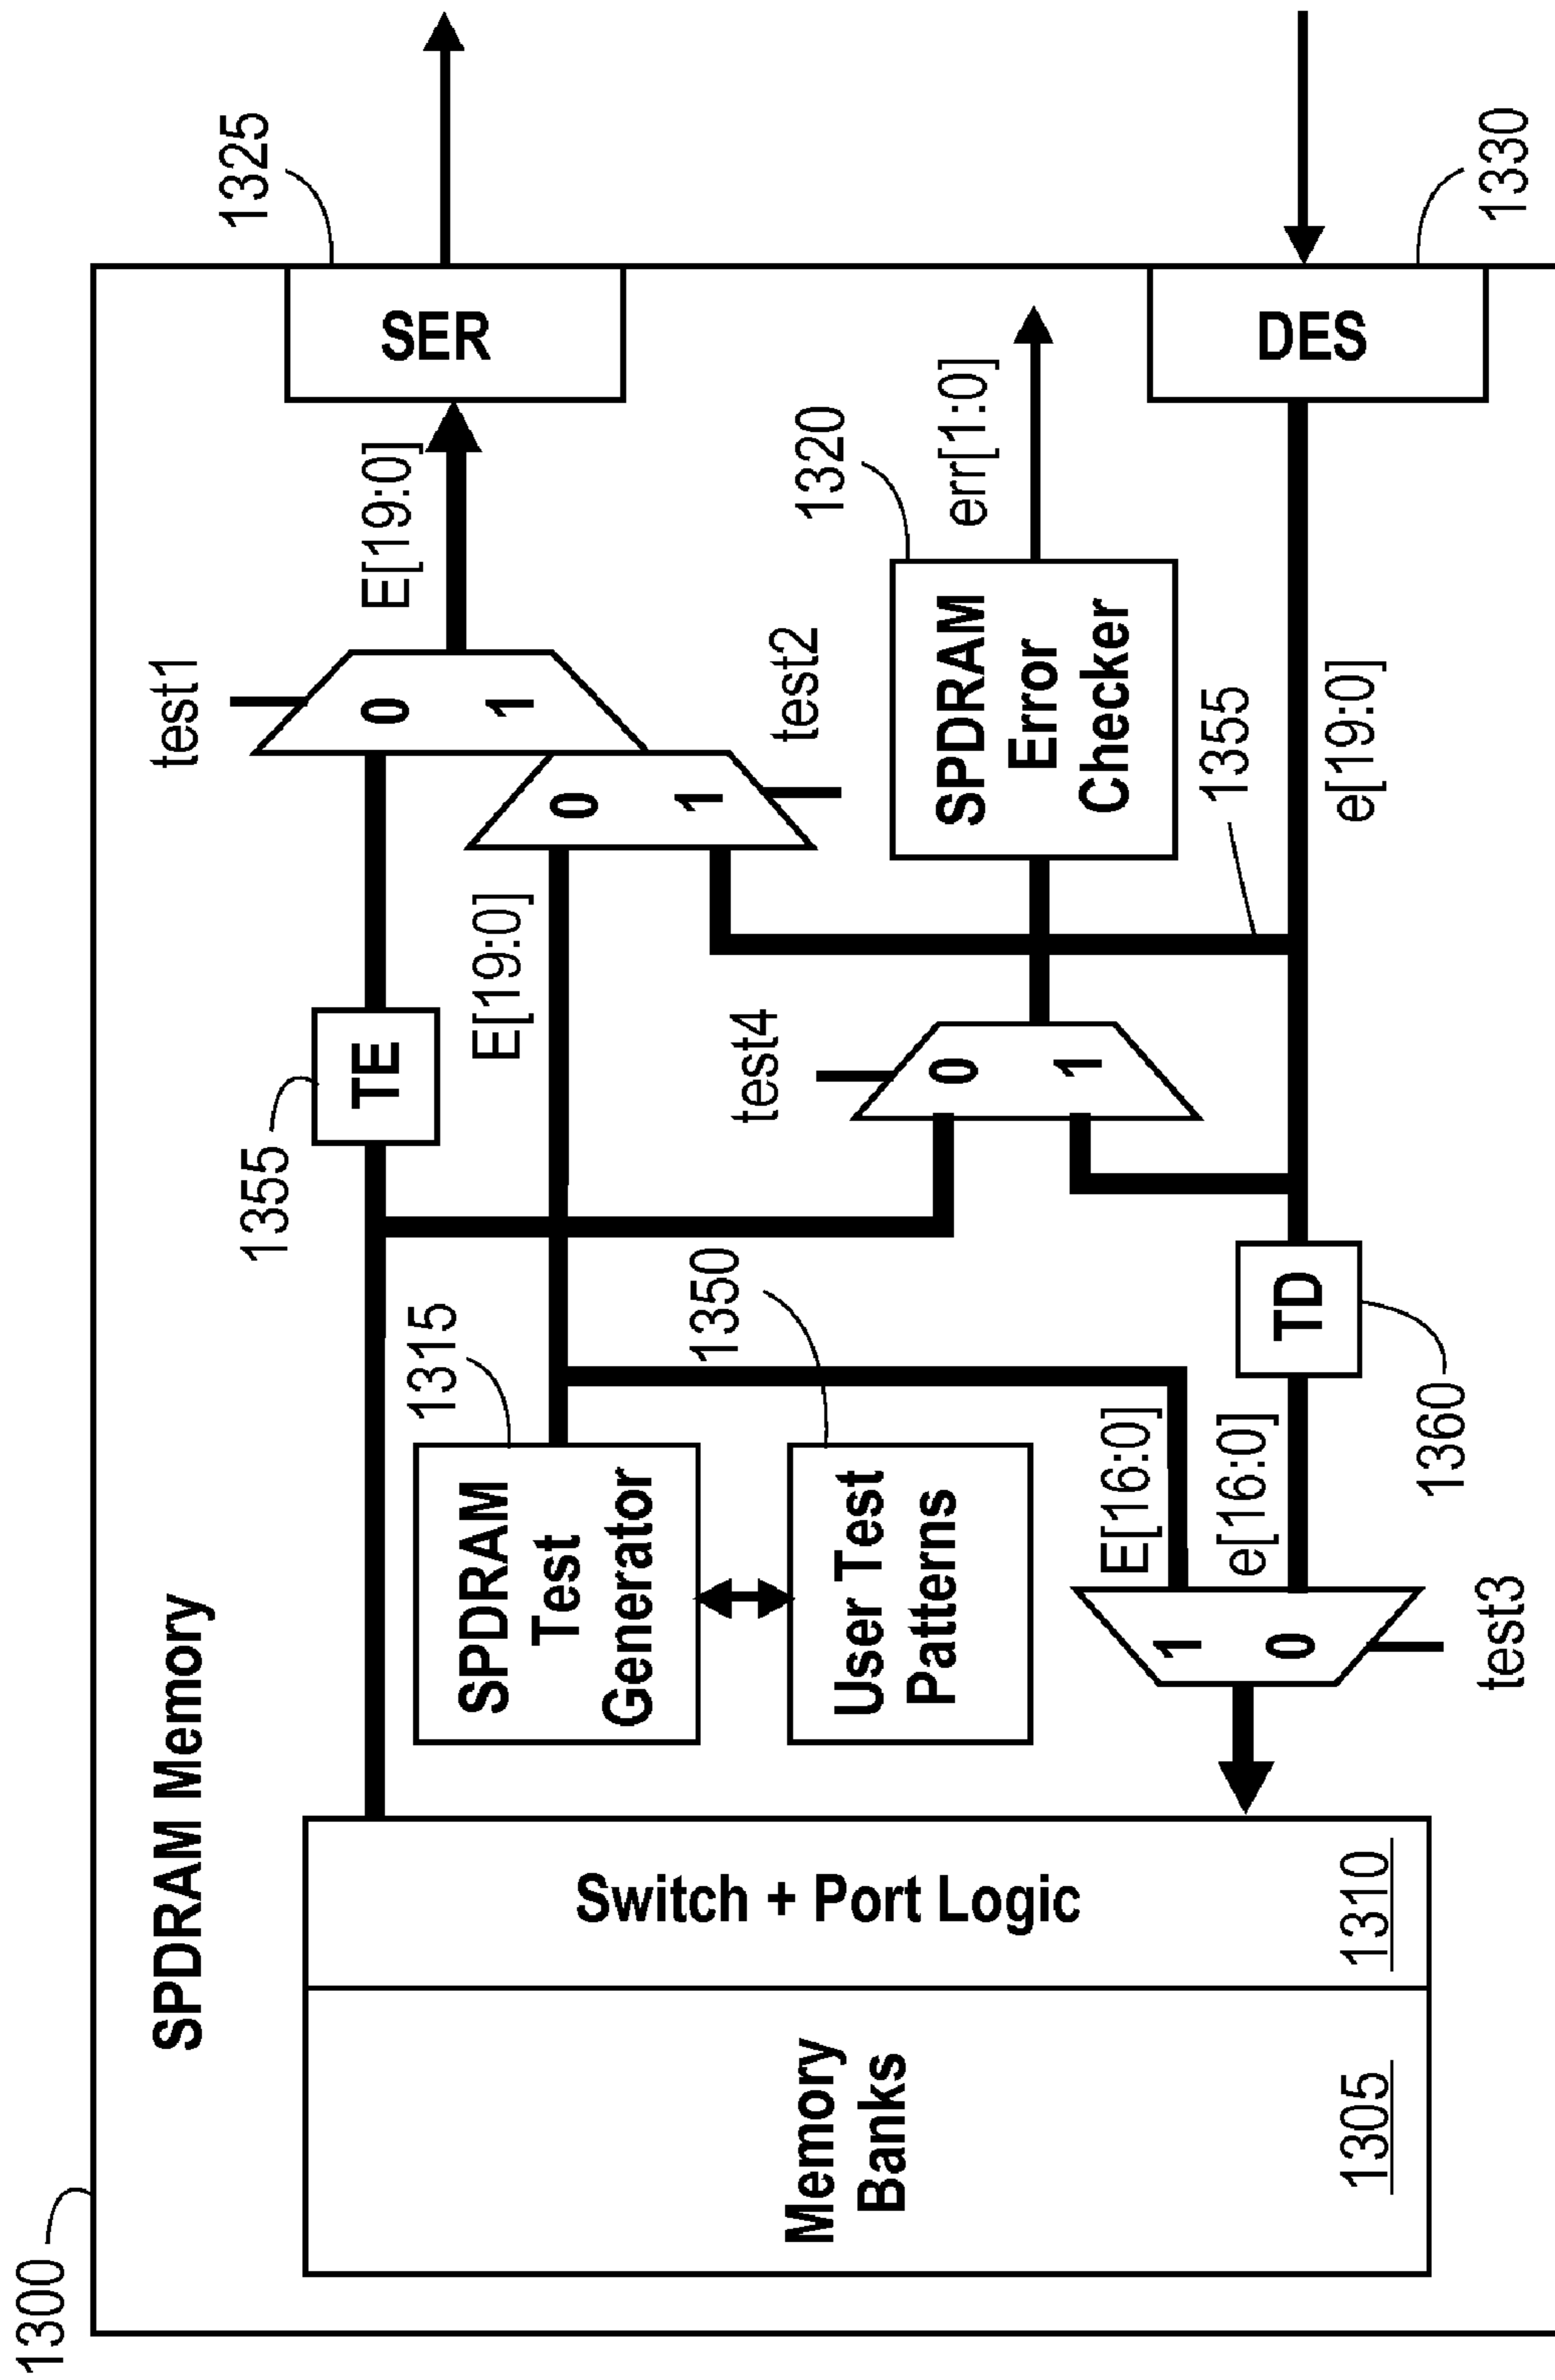 1300
SPDRAM Memory
Memory
Banks
1305
Switch + Port Logic
1310
SPDRAM
Test
Generator
1315
User Test
Patterns
1350
1
0
test3
E[16:0]
e[16:0]
TD
1360
1355
TE
E[19:0]
test4
0
1
test1
0
1
0
1
test2
E[19:0]
SER
1325
SPDRAM
Error
Checker
1320
err[1:0]
1355
e[19:0]
DES
1330